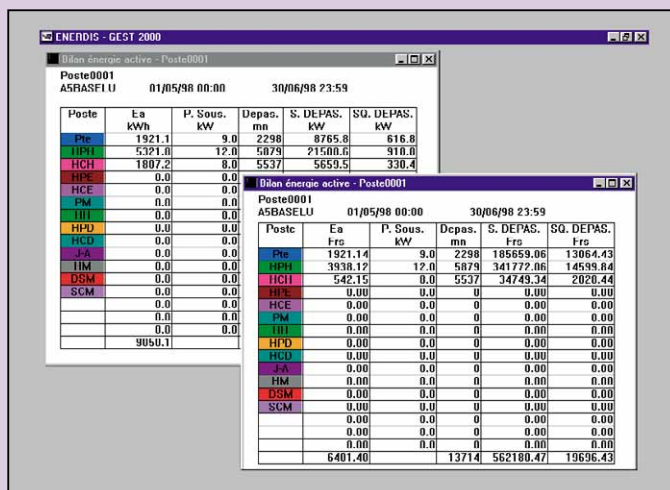 ENERDIS - GEST 2000
Bilan énergie active - Poste0001
Poste0001
A5BASELU 01/05/98 00:00 30/06/98 23:59
Poste Ea P. Sous. Depas. S. DEPAS. SQ. DEPAS.
kWh kW mn kW kW
Pte 1921.1 9.0 2298 8765.8 616.8
HPH 5321.8 12.0 5879 21500.6 910.8
HCH 1807.2 8.0 5537 5659.5 330.4
HPE 0.0 0.0
HCE 0.0 0.0
PM 0.0 0.0
HH 0.0 0.0
HPD 0.0 0.0
HCD 0.0 0.0
J-A 0.0 0.0
HM 0.0 0.0
DSM 0.0 0.0
SCM 0.0 0.0
0.0 0.0
0.0 0.0
0.0 0.0
9050.1
Bilan énergie active - Poste0001
Poste0001
A5BASELU 01/05/98 00:00 30/06/98 23:59
Poste Ea P. Sous. Depas. S. DEPAS. SQ. DEPAS.
Frs kW mn Frs Frs
Pte 1921.14 9.0 2298 185659.06 13064.43
HPH 3938.12 12.0 5879 341772.06 14599.84
HCH 542.15 8.0 5537 34749.34 2020.44
HPE 0.00 0.0 0 0.00 0.00
HCE 0.00 0.0 0 0.00 0.00
PM 0.00 0.0 0 0.00 0.00
HH 0.00 0.0 0 0.00 0.00
HPD 0.00 0.0 0 0.00 0.00
HCD 0.00 0.0 0 0.00 0.00
J-A 0.00 0.0 0 0.00 0.00
HM 0.00 0.0 0 0.00 0.00
DSM 0.00 0.0 0 0.00 0.00
SCM 0.00 0.0 0 0.00 0.00
0.00 0.0 0 0.00 0.00
0.00 0.0 0 0.00 0.00
0.00 0.0 0 0.00 0.00
6401.40 13714 562180.47 19696.43